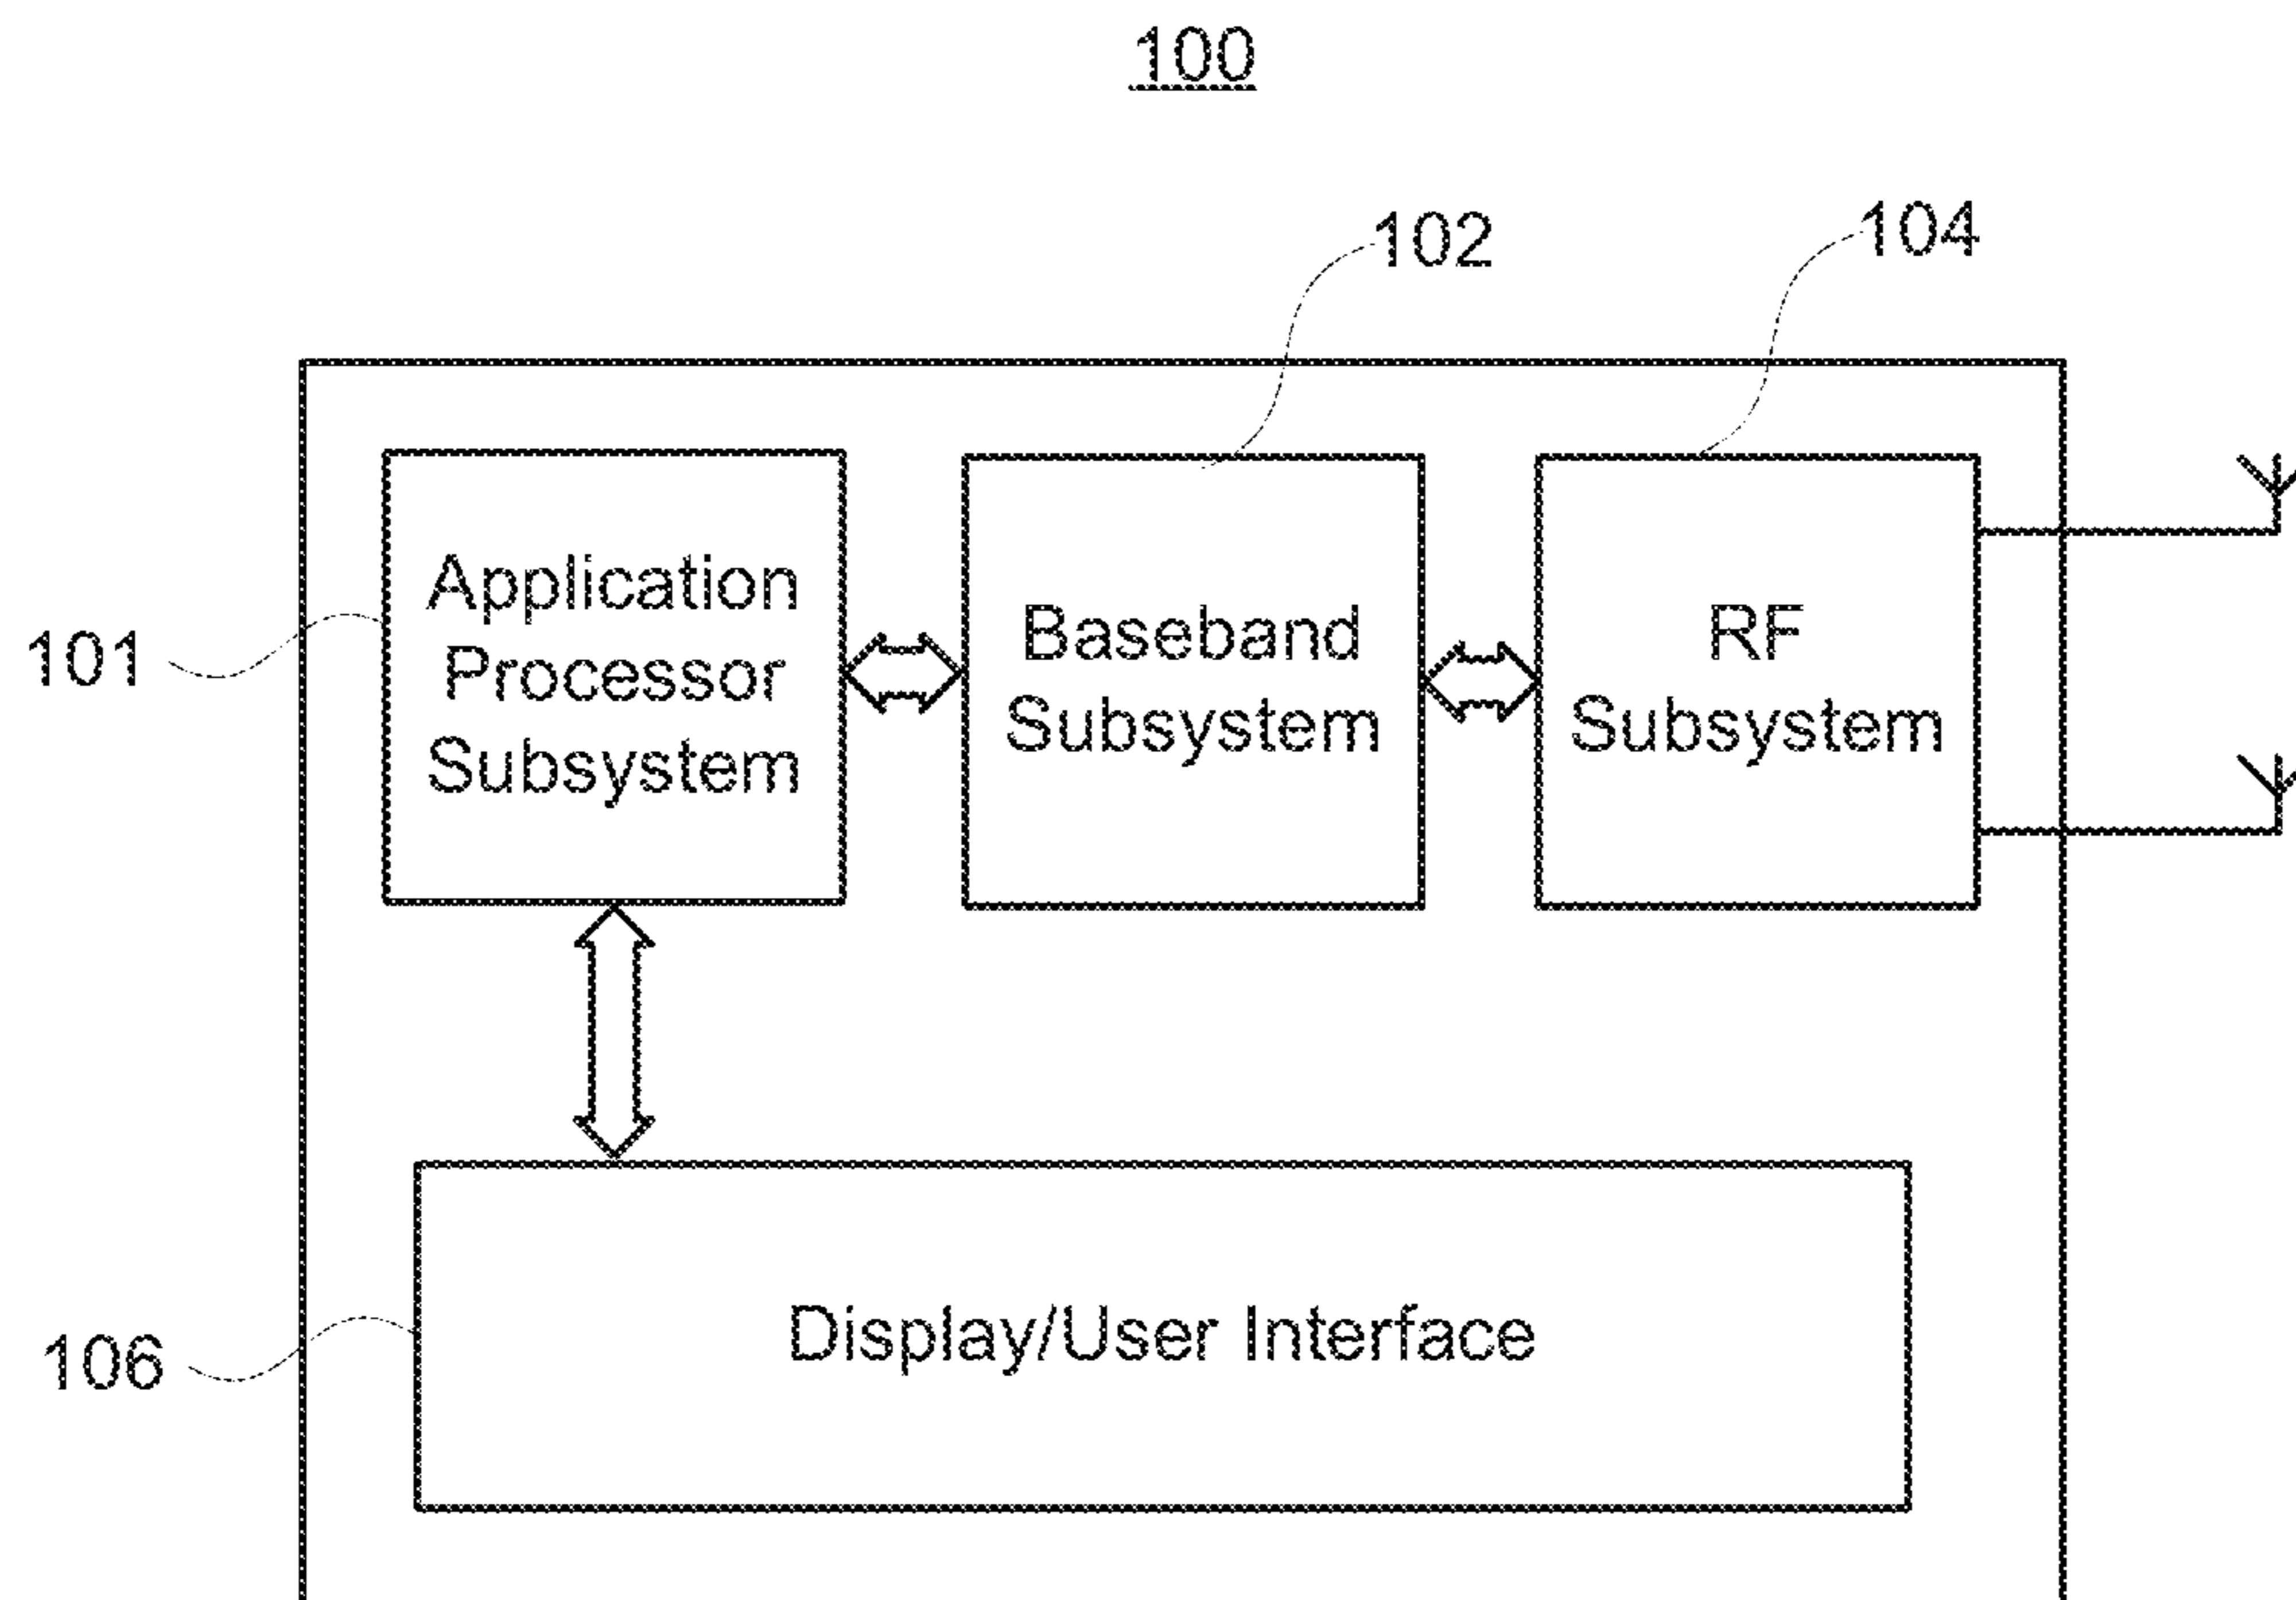 100
102
104
Application
Processor
Subsystem
Baseband
Subsystem
RF
Subsystem
101
Display/User Interface
106